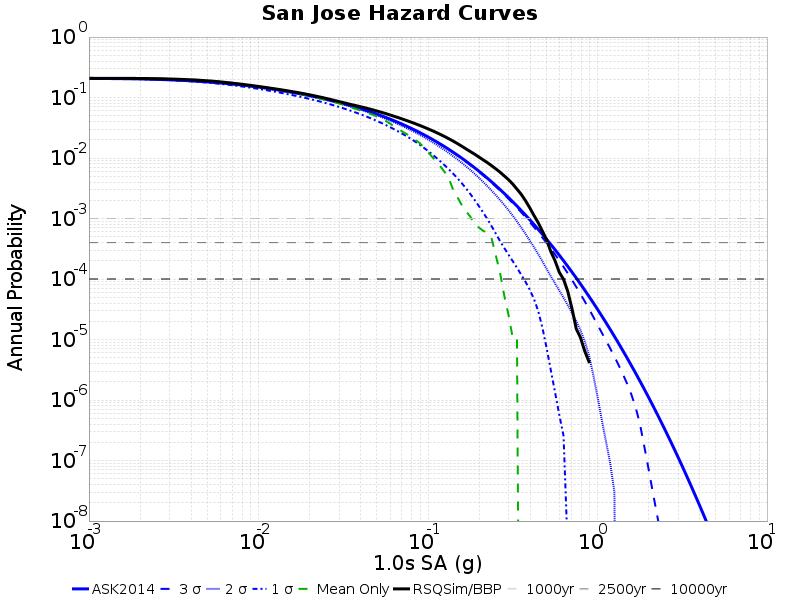 San Jose Hazard Curves
10^0
10^-1
10^-2
10^-3
10^-4
10^-5
10^-6
10^-7
10^-8
Annual Probability
10^-3 10^-2 10^-1 10^0 10^1
1.0s SA (g)
ASK2014 3 σ 2 σ 1 σ Mean Only RSQSim/BBP 1000yr 2500yr 10000yr